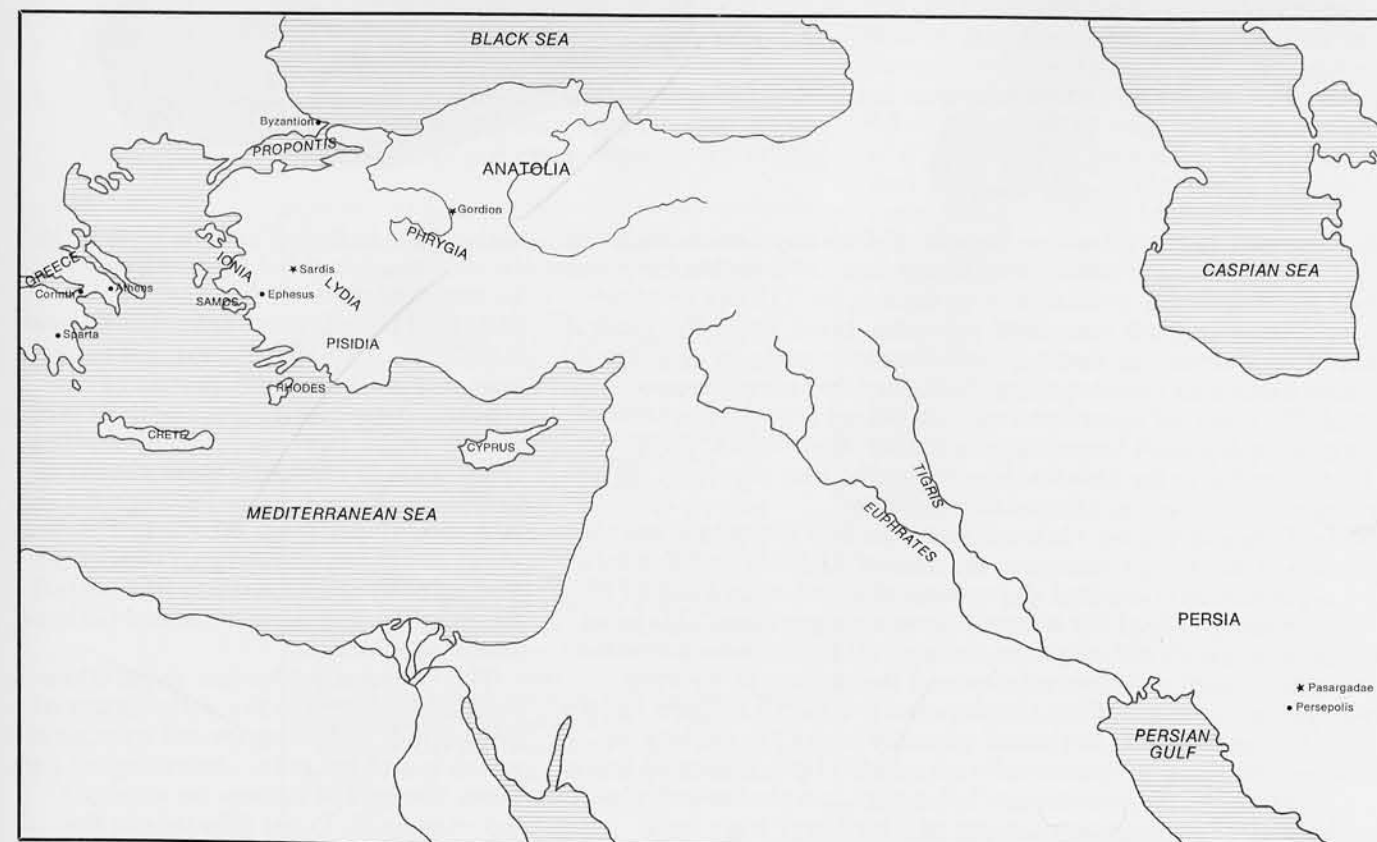 BLACK SEA
Byzantion
PROPONTIS
ANATOLIA
Gordion
PHRYGIA
GREECE
IONIA
Sardis
LYDIA
CASPIAN SEA
Corinth
Athens
SAMOS
Ephesus
Sparta
PISIDIA
RHODES
CRETE
CYPRUS
TIGRIS
MEDITERRANEAN SEA
EUPHRATES
PERSIA
Pasargadae
Persepolis
PERSIAN
GULF